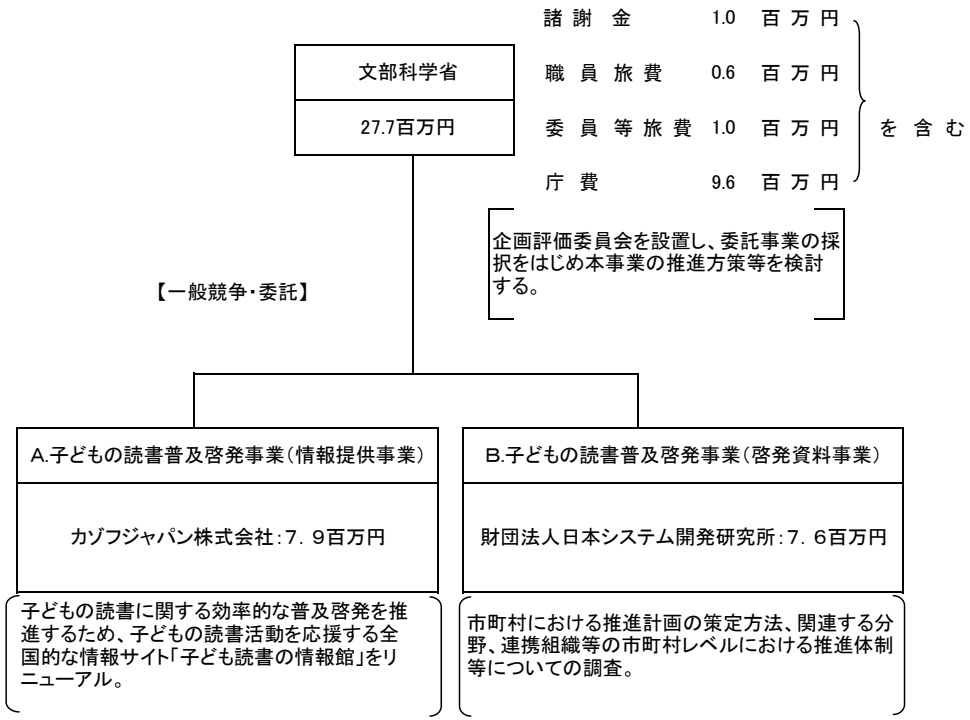 諸謝金 1.0 百万円
文部科学省
職員旅費 0.6 百万円
27.7百万円
委員等旅費 1.0 百万円 を含む
庁費 9.6 百万円
企画評価委員会を設置し、委託事業の採
択をはじめ本事業の推進方策等を検討
する。
【一般競争・委託】
A.子どもの読書普及啓発事業(情報提供事業)
カゾフジャパン株式会社:7.9百万円
子どもの読書に関する効率的な普及啓発を推
進するため、子どもの読書活動を応援する全
国的な情報サイト「子ども読書の情報館」をリ
ニューアル。
B.子どもの読書普及啓発事業(啓発資料事業)
財団法人日本システム開発研究所:7.6百万円
市町村における推進計画の策定方法、関連する分
野、連携組織等の市町村レベルにおける推進体制
等についての調査。